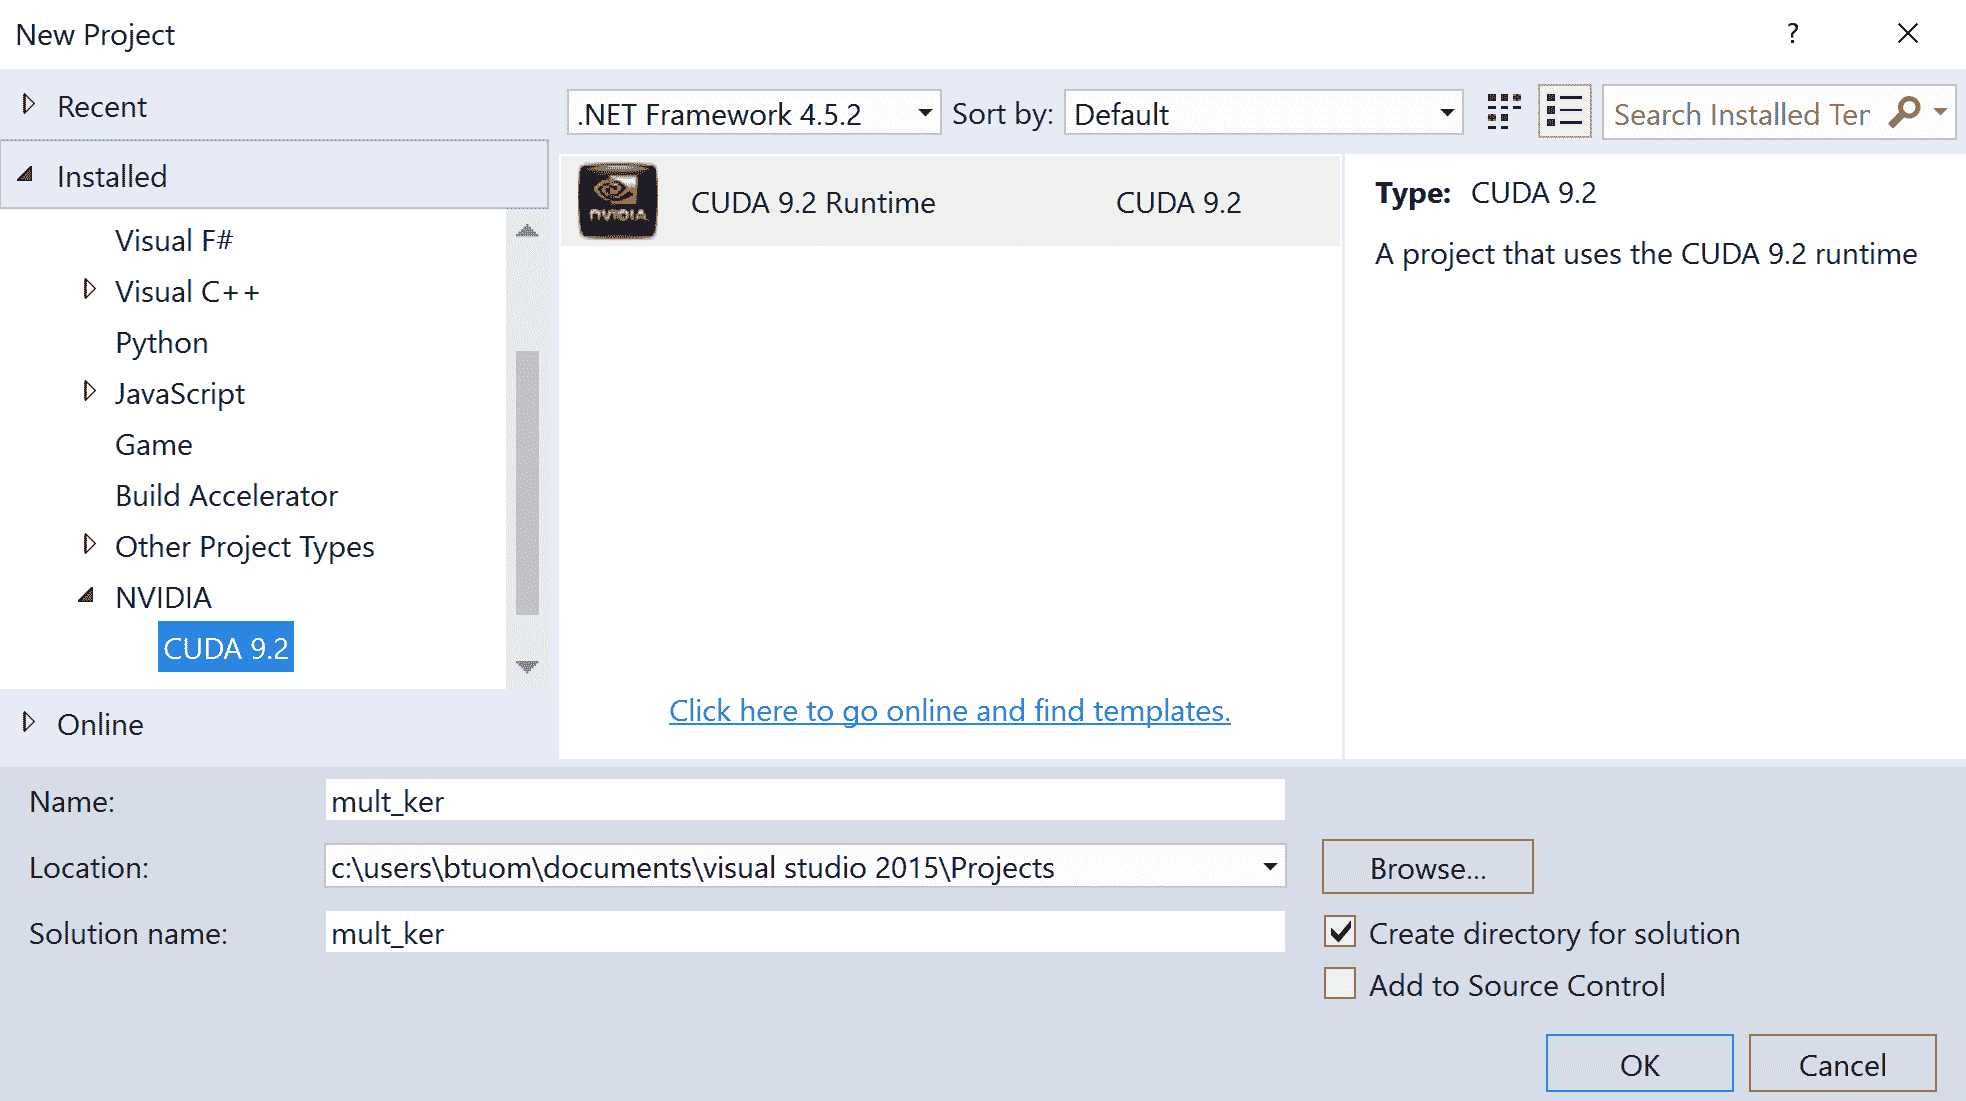 New Project
?
Recent
Installed
Visual F#
Visual C++
Python
JavaScript
Game
Build Accelerator
Other Project Types
NVIDIA
CUDA 9.2
Online
.NET Framework 4.5.2
Sort by: Default
Search Installed Ter
NVIDIA
CUDA 9.2 Runtime CUDA 9.2
Click here to go online and find templates.
Type: CUDA 9.2
A project that uses the CUDA 9.2 runtime
Name: mult_ker
Location: c:\users\btuom\documents\visual studio 2015\Projects
Browse...
Solution name: mult_ker
Create directory for solution
Add to Source Control
OK
Cancel